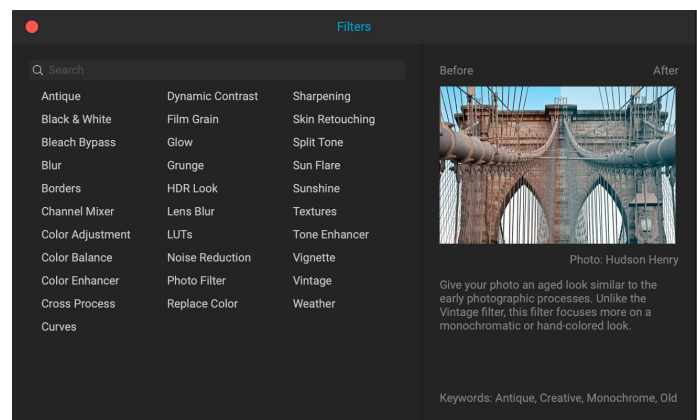 Filters
Search
Antique
Black & White
Bleach Bypass
Blur
Borders
Channel Mixer
Color Adjustment
Color Balance
Color Enhancer
Cross Process
Curves
Dynamic Contrast
Film Grain
Glow
Grunge
HDR Look
Lens Blur
LUTs
Noise Reduction
Photo Filter
Replace Color
Sharpening
Skin Retouching
Split Tone
Sun Flare
Sunshine
Textures
Tone Enhancer
Vignette
Vintage
Weather
Before After
Photo: Hudson Henry
Give your photo an aged look similar to the
early photographic processes. Unlike the
Vintage filter, this filter focuses more on a
monochromatic or hand-colored look.
Keywords: Antique, Creative, Monochrome, Old